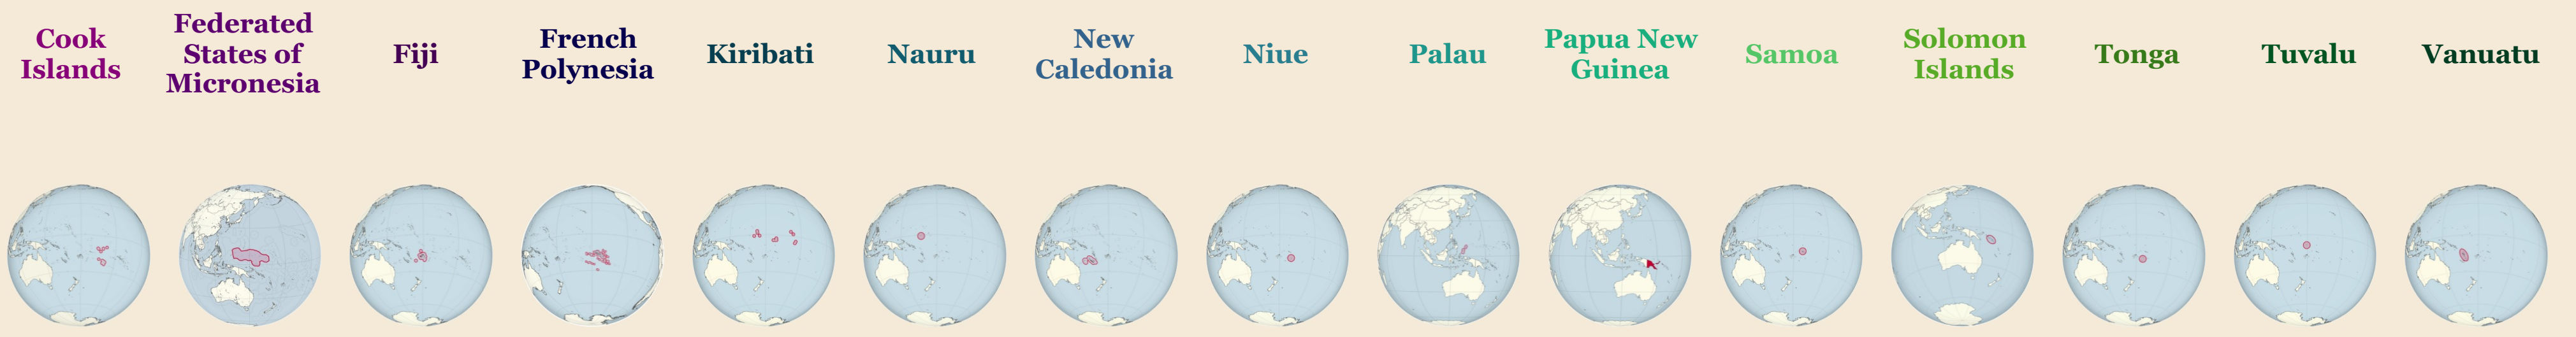 Cook
Islands
Federated
States of
Micronesia
Fiji
French
Polynesia
Kiribati
Nauru
New
Caledonia
Niue
Palau
Papua New
Guinea
Samoa
Solomon
Islands
Tonga
Tuvalu
Vanuatu